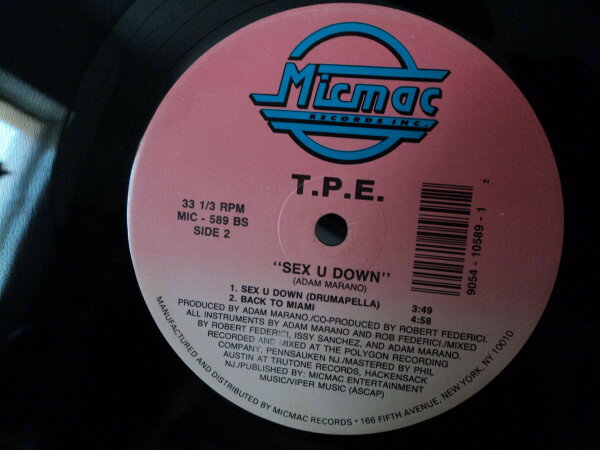 Micmac
RECORDS INC.
T.P.E.
33 1/3 RPM
MIC - 589 BS
SIDE 2
2
9054 - 10589 - 1
"SEX U DOWN"
(ADAM MARANO)
1. SEX U DOWN (DRUMAPELLA) 3:49
2. BACK TO MIAMI 4:58
PRODUCED BY ADAM MARANO./CO-PRODUCED BY ROBERT FEDERICI.
ALL INSTRUMENTS BY ADAM MARANO AND ROB FEDERICI./MIXED
BY ROBERT FEDERICI, ISSY SANCHEZ, AND ADAM MARANO.
RECORDED AND MIXED AT THE POLYGON RECORDING
COMPANY, PENNSAUKEN NJ./MASTERED BY PHIL
AUSTIN AT TRUTONE RECORDS, HACKENSACK
NJ./PUBLISHED BY: MICMAC ENTERTAINMENT
MUSIC/VIPER MUSIC (ASCAP)
MANUFACTURED AND DISTRIBUTED BY MICMAC RECORDS • 166 FIFTH AVENUE, NEW YORK, NY 10010